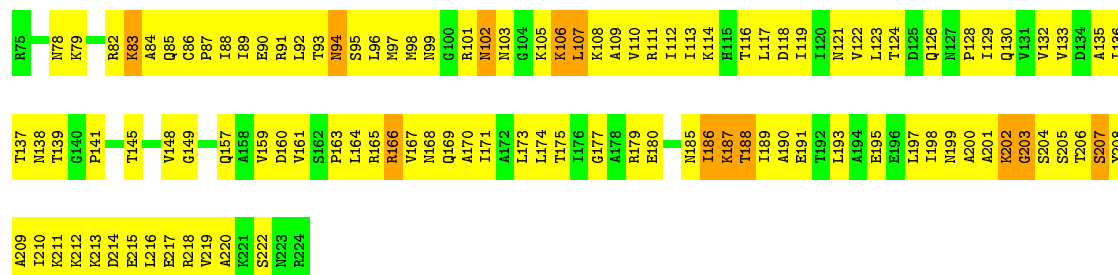 R75 N78 K79 R82 K83 A84 Q85 C86 P87 I88 I89 E90 R91 L92 T93 N94 S95 L96 M97 M98 N99 G100 R101 N102 N103 G104 K105 K106 L107 K108 A109 V110 R111 I112 I113 K114 H115 T116 L117 D118 I119 I120 N121 V122 L123 T124 D125 Q126 N127 P128 I129 Q130 V131 V132 V133 D134 A135 I136
T137 N138 T139 G140 P141 T145 V148 G149 Q157 A158 V159 D160 V161 S162 P163 L164 R165 R166 V167 N168 Q169 A170 I171 A172 L173 L174 T175 I176 G177 A178 R179 E180 N185 I186 K187 T188 I189 A190 E191 T192 L193 A194 E195 E196 L197 I198 N199 A200 A201 K202 G203 S204 S205 T206 S207
A209 I210 K211 K212 K213 D214 E215 L216 E217 R218 V219 A220 K221 S222 N223 R224